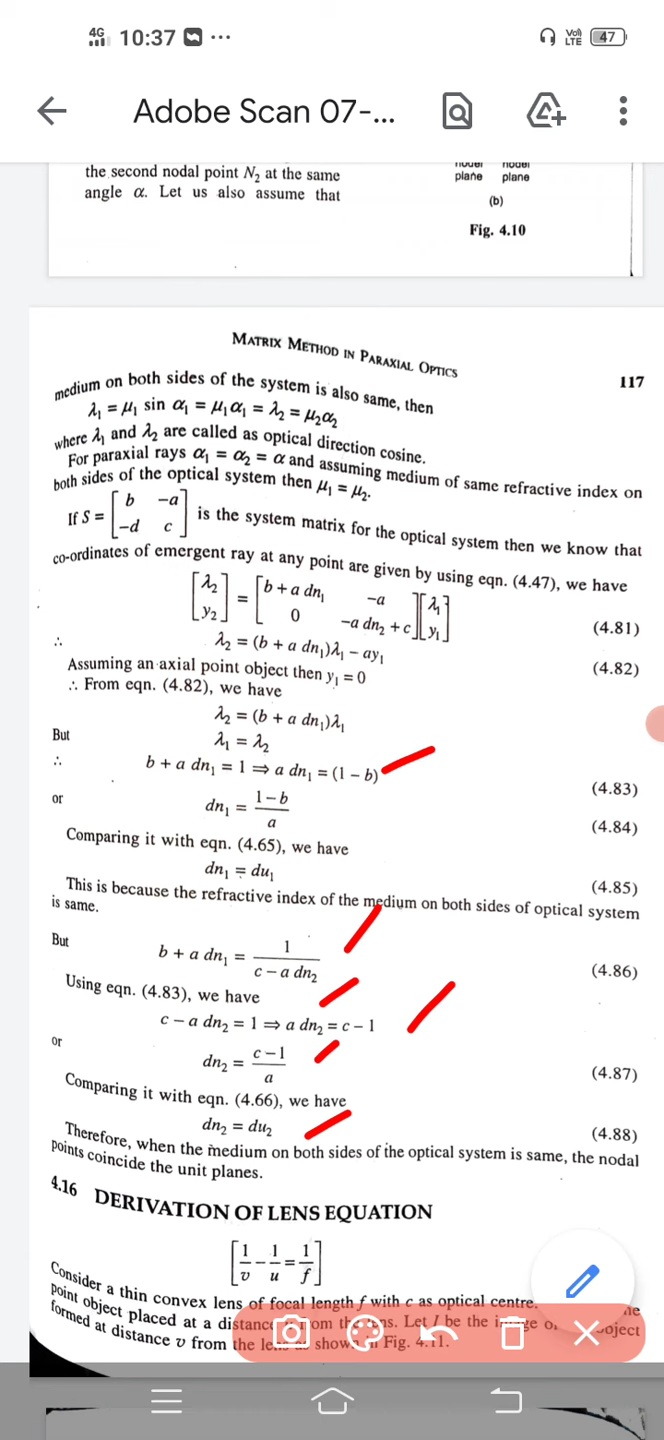 4G 10:37 ... VoD LTE 47
Adobe Scan 07-...
the second nodal point N₂ at the same
angle α. Let us also assume that
plane plane
(b)
Fig. 4.10
MATRIX METHOD IN PARAXIAL OPTICS 117
medium on both sides of the system is also same, then
λ₁ = μ₁ sin α₁ = μ₁α₁ = λ₂ = μ₂α₂
where λ₁ and λ₂ are called as optical direction cosine.
For paraxial rays α₁ = α₂ = α and assuming medium of same refractive index on
both sides of the optical system then μ₁ = μ₂.
If S = [b −a; −d c] is the system matrix for the optical system then we know that
co-ordinates of emergent ray at any point are given by using eqn. (4.47), we have
[λ₂; y₂] = [b + a dn₁ −a; 0 −a dn₂ + c][λ₁; y₁] (4.81)
∴ λ₂ = (b + a dn₁)λ₁ − ay₁ (4.82)
Assuming an axial point object then y₁ = 0
∴ From eqn. (4.82), we have
λ₂ = (b + a dn₁)λ₁
But λ₁ = λ₂
∴ b + a dn₁ = 1 ⇒ a dn₁ = (1 − b) (4.83)
or dn₁ = (1−b)/a (4.84)
Comparing it with eqn. (4.65), we have
dn₁ = du₁ (4.85)
This is because the refractive index of the medium on both sides of optical system
is same.
But b + a dn₁ = 1/(c − a dn₂) (4.86)
Using eqn. (4.83), we have
c − a dn₂ = 1 ⇒ a dn₂ = c − 1
or dn₂ = (c−1)/a (4.87)
Comparing it with eqn. (4.66), we have
dn₂ = du₂ (4.88)
Therefore, when the medium on both sides of the optical system is same, the nodal
points coincide the unit planes.
4.16 DERIVATION OF LENS EQUATION
[1/v − 1/u = 1/f]
Consider a thin convex lens of focal length f with c as optical centre.
point object placed at a distance from the lens. Let I be the image
formed at distance v from the lens Fig. 4.11.